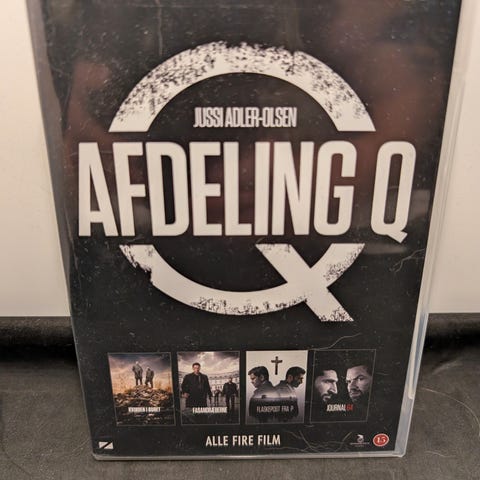 JUSSI ADLER-OLSEN
AFDELING Q
KVINDEN I BURET
FASANDRÆBERNE
FLASKEPOST FRA P
JOURNAL 64
ALLE FIRE FILM
15